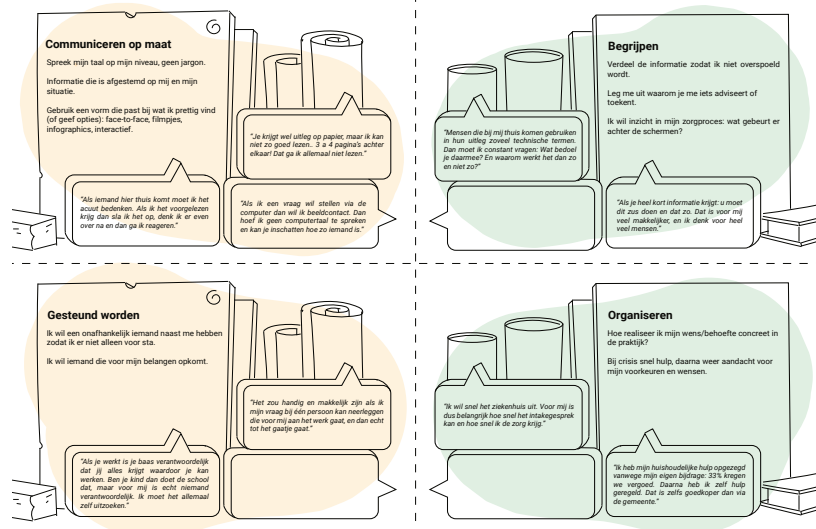 Communiceren op maat
Spreek mijn taal op mijn niveau, geen jargon.
Informatie die is afgestemd op mij en mijn
situatie.
Gebruik een vorm die past bij wat ik prettig vind
(of geef opties): face-to-face, filmpjes,
infographics, interactief.
“Je krijgt wel uitleg op papier, maar ik kan
niet zo goed lezen.. 3 a 4 pagina's achter
elkaar! Dat ga ik allemaal niet lezen.”
“Als iemand hier thuis komt moet ik het
acuut bedenken. Als ik het voorgelezen
krijg dan sla ik het op, denk ik er even
over na en dan ga ik reageren.”
“Als ik een vraag wil stellen via de
computer dan wil ik beeldcontact. Dan
hoef ik geen computertaal te spreken
en kan je inschatten hoe zo iemand is.”
Begrijpen
Verdeel de informatie zodat ik niet overspoeld
wordt.
Leg me uit waarom je me iets adviseert of
toekent.
Ik wil inzicht in mijn zorgproces: wat gebeurt er
achter de schermen?
“Mensen die bij mij thuis komen gebruiken
in hun uitleg zoveel technische termen.
Dan moet ik constant vragen: Wat bedoel
je daarmee? En waarom werkt het dan zo
en niet zo?”
“Als je heel kort informatie krijgt: u moet
dit zus doen en dat zo. Dat is voor mij
veel makkelijker, en ik denk voor heel
veel mensen.”
Gesteund worden
Ik wil een onafhankelijk iemand naast me hebben
zodat ik er niet alleen voor sta.
Ik wil iemand die voor mijn belangen opkomt.
“Het zou handig en makkelijk zijn als ik
mijn vraag bij één persoon kan neerleggen
die voor mij aan het werk gaat, en dan echt
tot het gaatje gaat.”
“Als je werkt is je baas verantwoordelijk
dat jij alles krijgt waardoor je kan
werken. Ben je kind dan doet de school
dat, maar voor mij is echt niemand
verantwoordelijk. Ik moet het allemaal
zelf uitzoeken.”
Organiseren
Hoe realiseer ik mijn wens/behoefte concreet in
de praktijk?
Bij crisis snel hulp, daarna weer aandacht voor
mijn voorkeuren en wensen.
“Ik wil snel het ziekenhuis uit. Voor mij is
dus belangrijk hoe snel het intakegesprek
kan en hoe snel ik de zorg krijg.”
“Ik heb mijn huishoudelijke hulp opgezegd
vanwege mijn eigen bijdrage: 33% kregen
we vergoed. Daarna heb ik zelf hulp
geregeld. Dat is zelfs goedkoper dan via
de gemeente.”